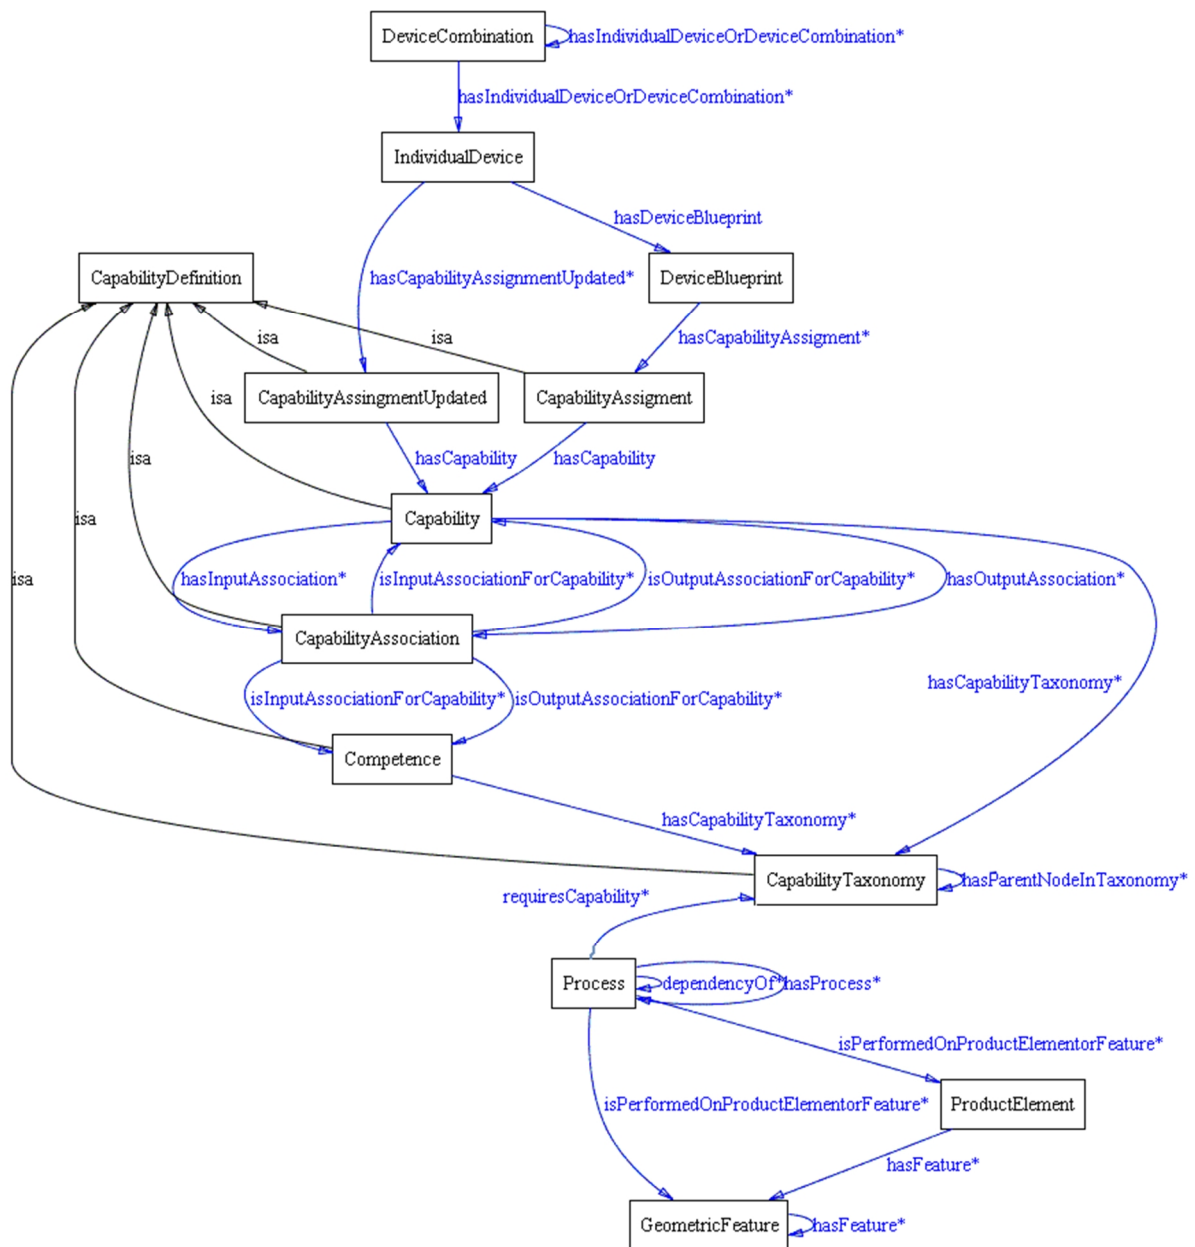 DeviceCombination
hasIndividualDeviceOrDeviceCombination*
hasIndividualDeviceOrDeviceCombination*
IndividualDevice
hasDeviceBlueprint
CapabilityDefinition
hasCapabilityAssignmentUpdated*
DeviceBlueprint
isa
isa
hasCapabilityAssigment*
CapabilityAssingmentUpdated
CapabilityAssigment
isa
isa
hasCapability
hasCapability
isa
Capability
isa
hasInputAssociation*
isInputAssociationForCapability*
isOutputAssociationForCapability*
hasOutputAssociation*
CapabilityAssociation
hasCapabilityTaxonomy*
isInputAssociationForCapability*
isOutputAssociationForCapability*
Competence
hasCapabilityTaxonomy*
CapabilityTaxonomy
hasParentNodeInTaxonomy*
requiresCapability*
Process
dependencyOf*
hasProcess*
isPerformedOnProductElementorFeature*
isPerformedOnProductElementorFeature*
ProductElement
hasFeature*
GeometricFeature
hasFeature*